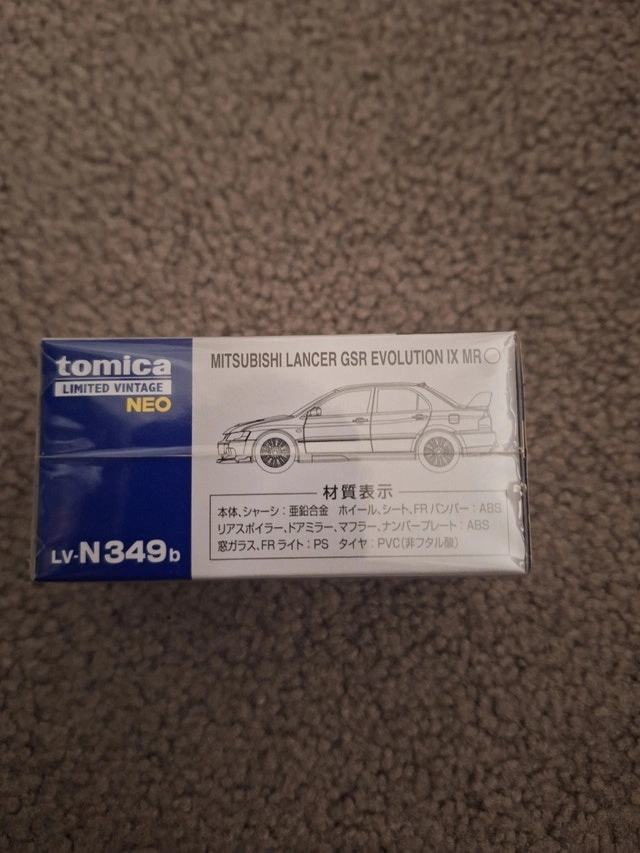 tomica
LIMITED VINTAGE
NEO
MITSUBISHI LANCER GSR EVOLUTION IX MR
材質表示
本体、シャーシ：亜鉛合金 ホイール、シート、FRバンパー：ABS
リアスポイラー、ドアミラー、マフラー、ナンバープレート：ABS
窓ガラス、FRライト：PS タイヤ：PVC(非フタル酸)
LV-N349b